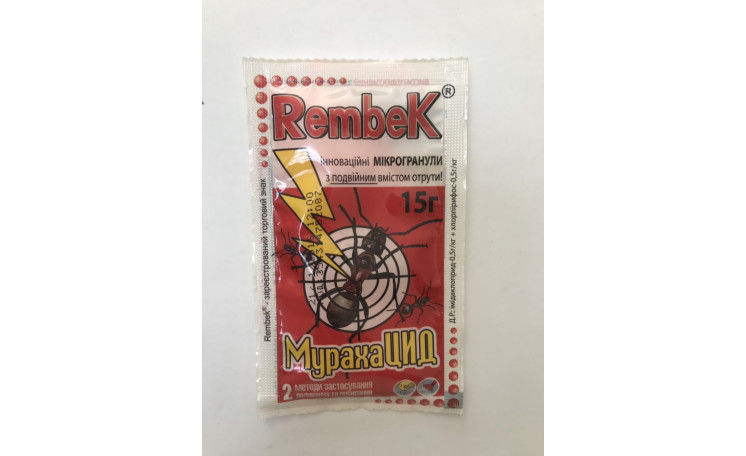 RembeK®
інноваційні МІКРОГРАНУЛИ
з подвійним вмістом отрути!
15г
МурахаЦИД
2 методи застосування
Rembek® - зареєстрований торговий знак
Д.Р: імідаклоприд-0,5г/кг + хлорпірифос-0,5г/кг